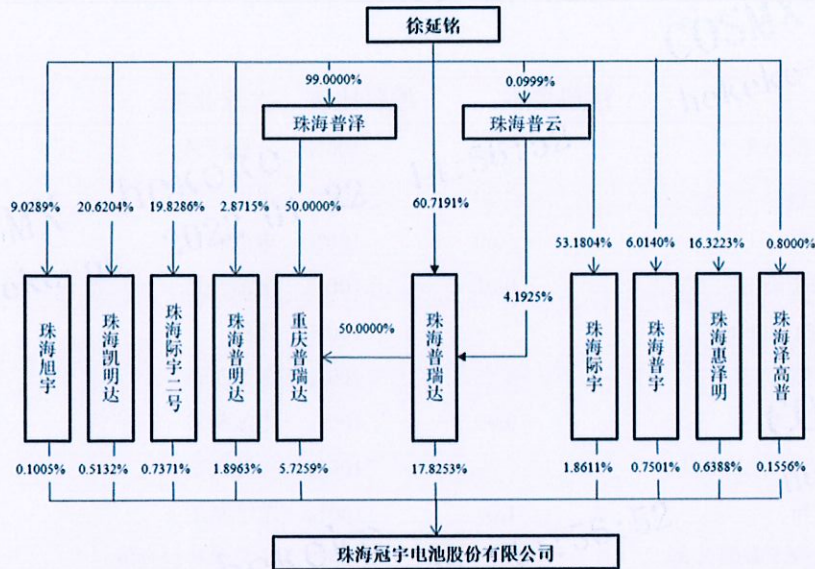 徐延铭
99.0000%
0.0999%
珠海普泽
珠海普云
9.0289%
20.6204%
19.8286%
2.8715%
50.0000%
60.7191%
53.1804%
6.0140%
16.3223%
0.8000%
4.1925%
50.0000%
珠海旭宇
珠海凯明达
珠海际宇二号
珠海普明达
重庆普瑞达
珠海普瑞达
珠海际宇
珠海普宇
珠海惠泽明
珠海泽高普
0.1005%
0.5132%
0.7371%
1.8963%
5.7259%
17.8253%
1.8611%
0.7501%
0.6388%
0.1556%
珠海冠宇电池股份有限公司